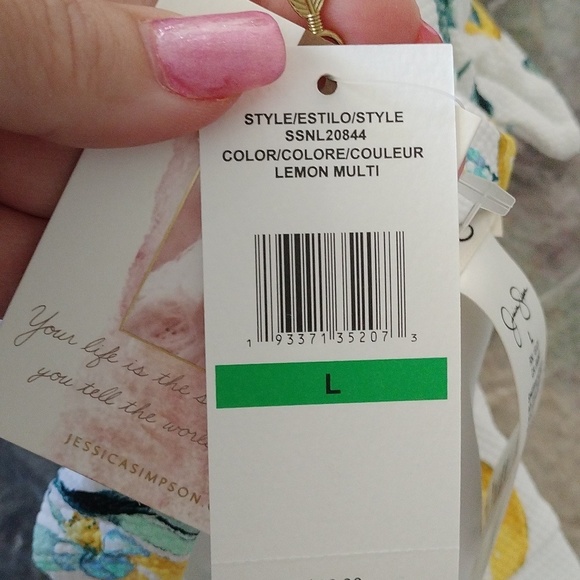 STYLE/ESTILO/STYLE
SSNL20844
COLOR/COLORE/COULEUR
LEMON MULTI
1 93371 35207 3
L
Your life is the
you tell the
JESSICASIMPSON